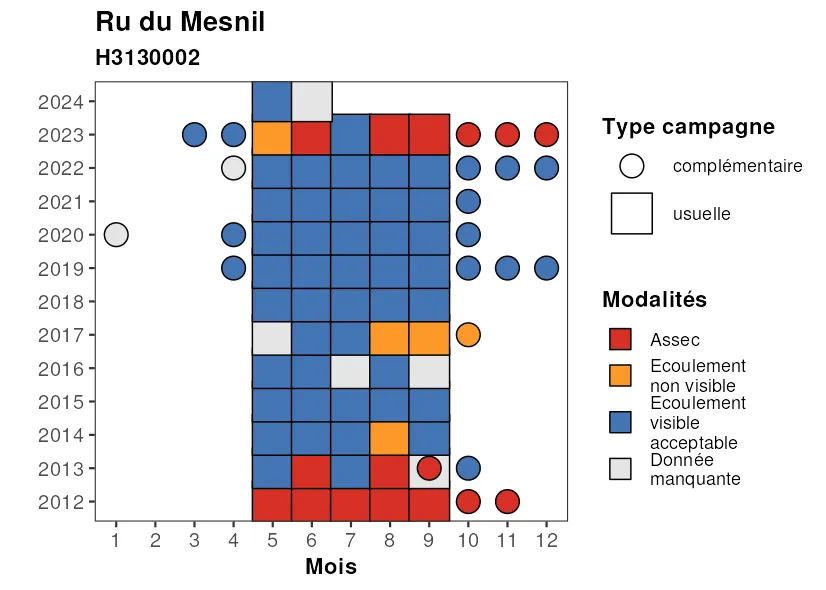 Ru du Mesnil
H3130002
2024
2023
2022
2021
2020
2019
2018
2017
2016
2015
2014
2013
2012
1 2 3 4 5 6 7 8 9 10 11 12
Mois
Type campagne
complémentaire
usuelle
Modalités
Assec
Ecoulement
non visible
Ecoulement
visible
acceptable
Donnée
manquante